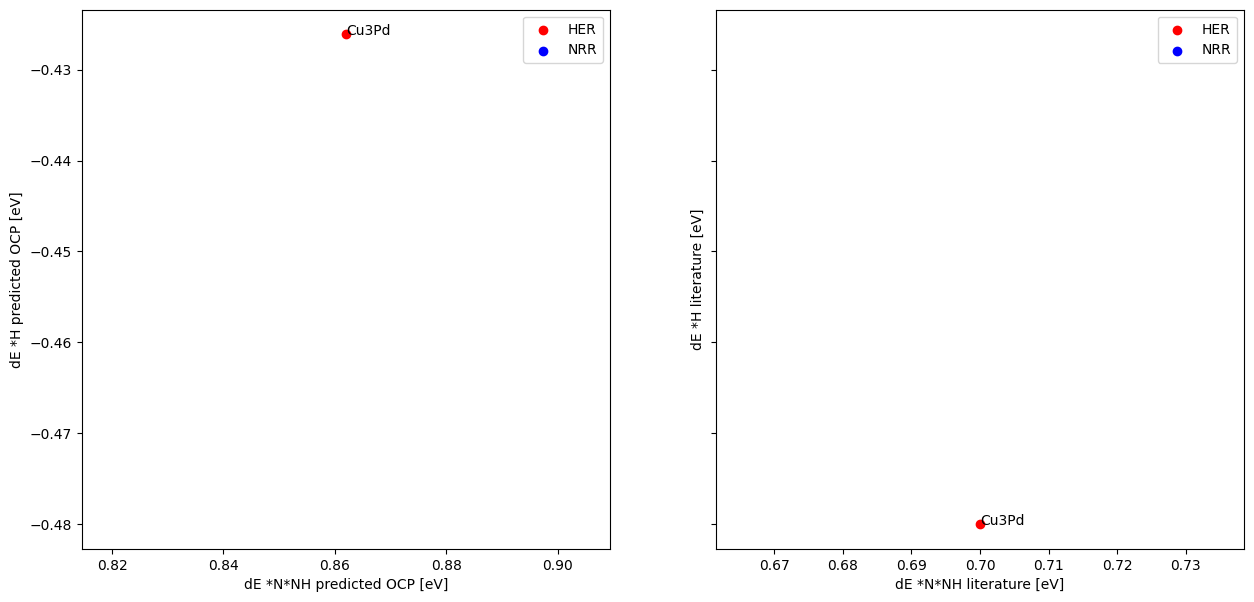 Cu3Pd
HER
NRR
−0.43
−0.44
−0.45
−0.46
−0.47
−0.48
dE *H predicted OCP [eV]
0.82 0.84 0.86 0.88 0.90
dE *N*NH predicted OCP [eV]
HER
NRR
dE *H literature [eV]
Cu3Pd
0.67 0.68 0.69 0.70 0.71 0.72 0.73
dE *N*NH literature [eV]